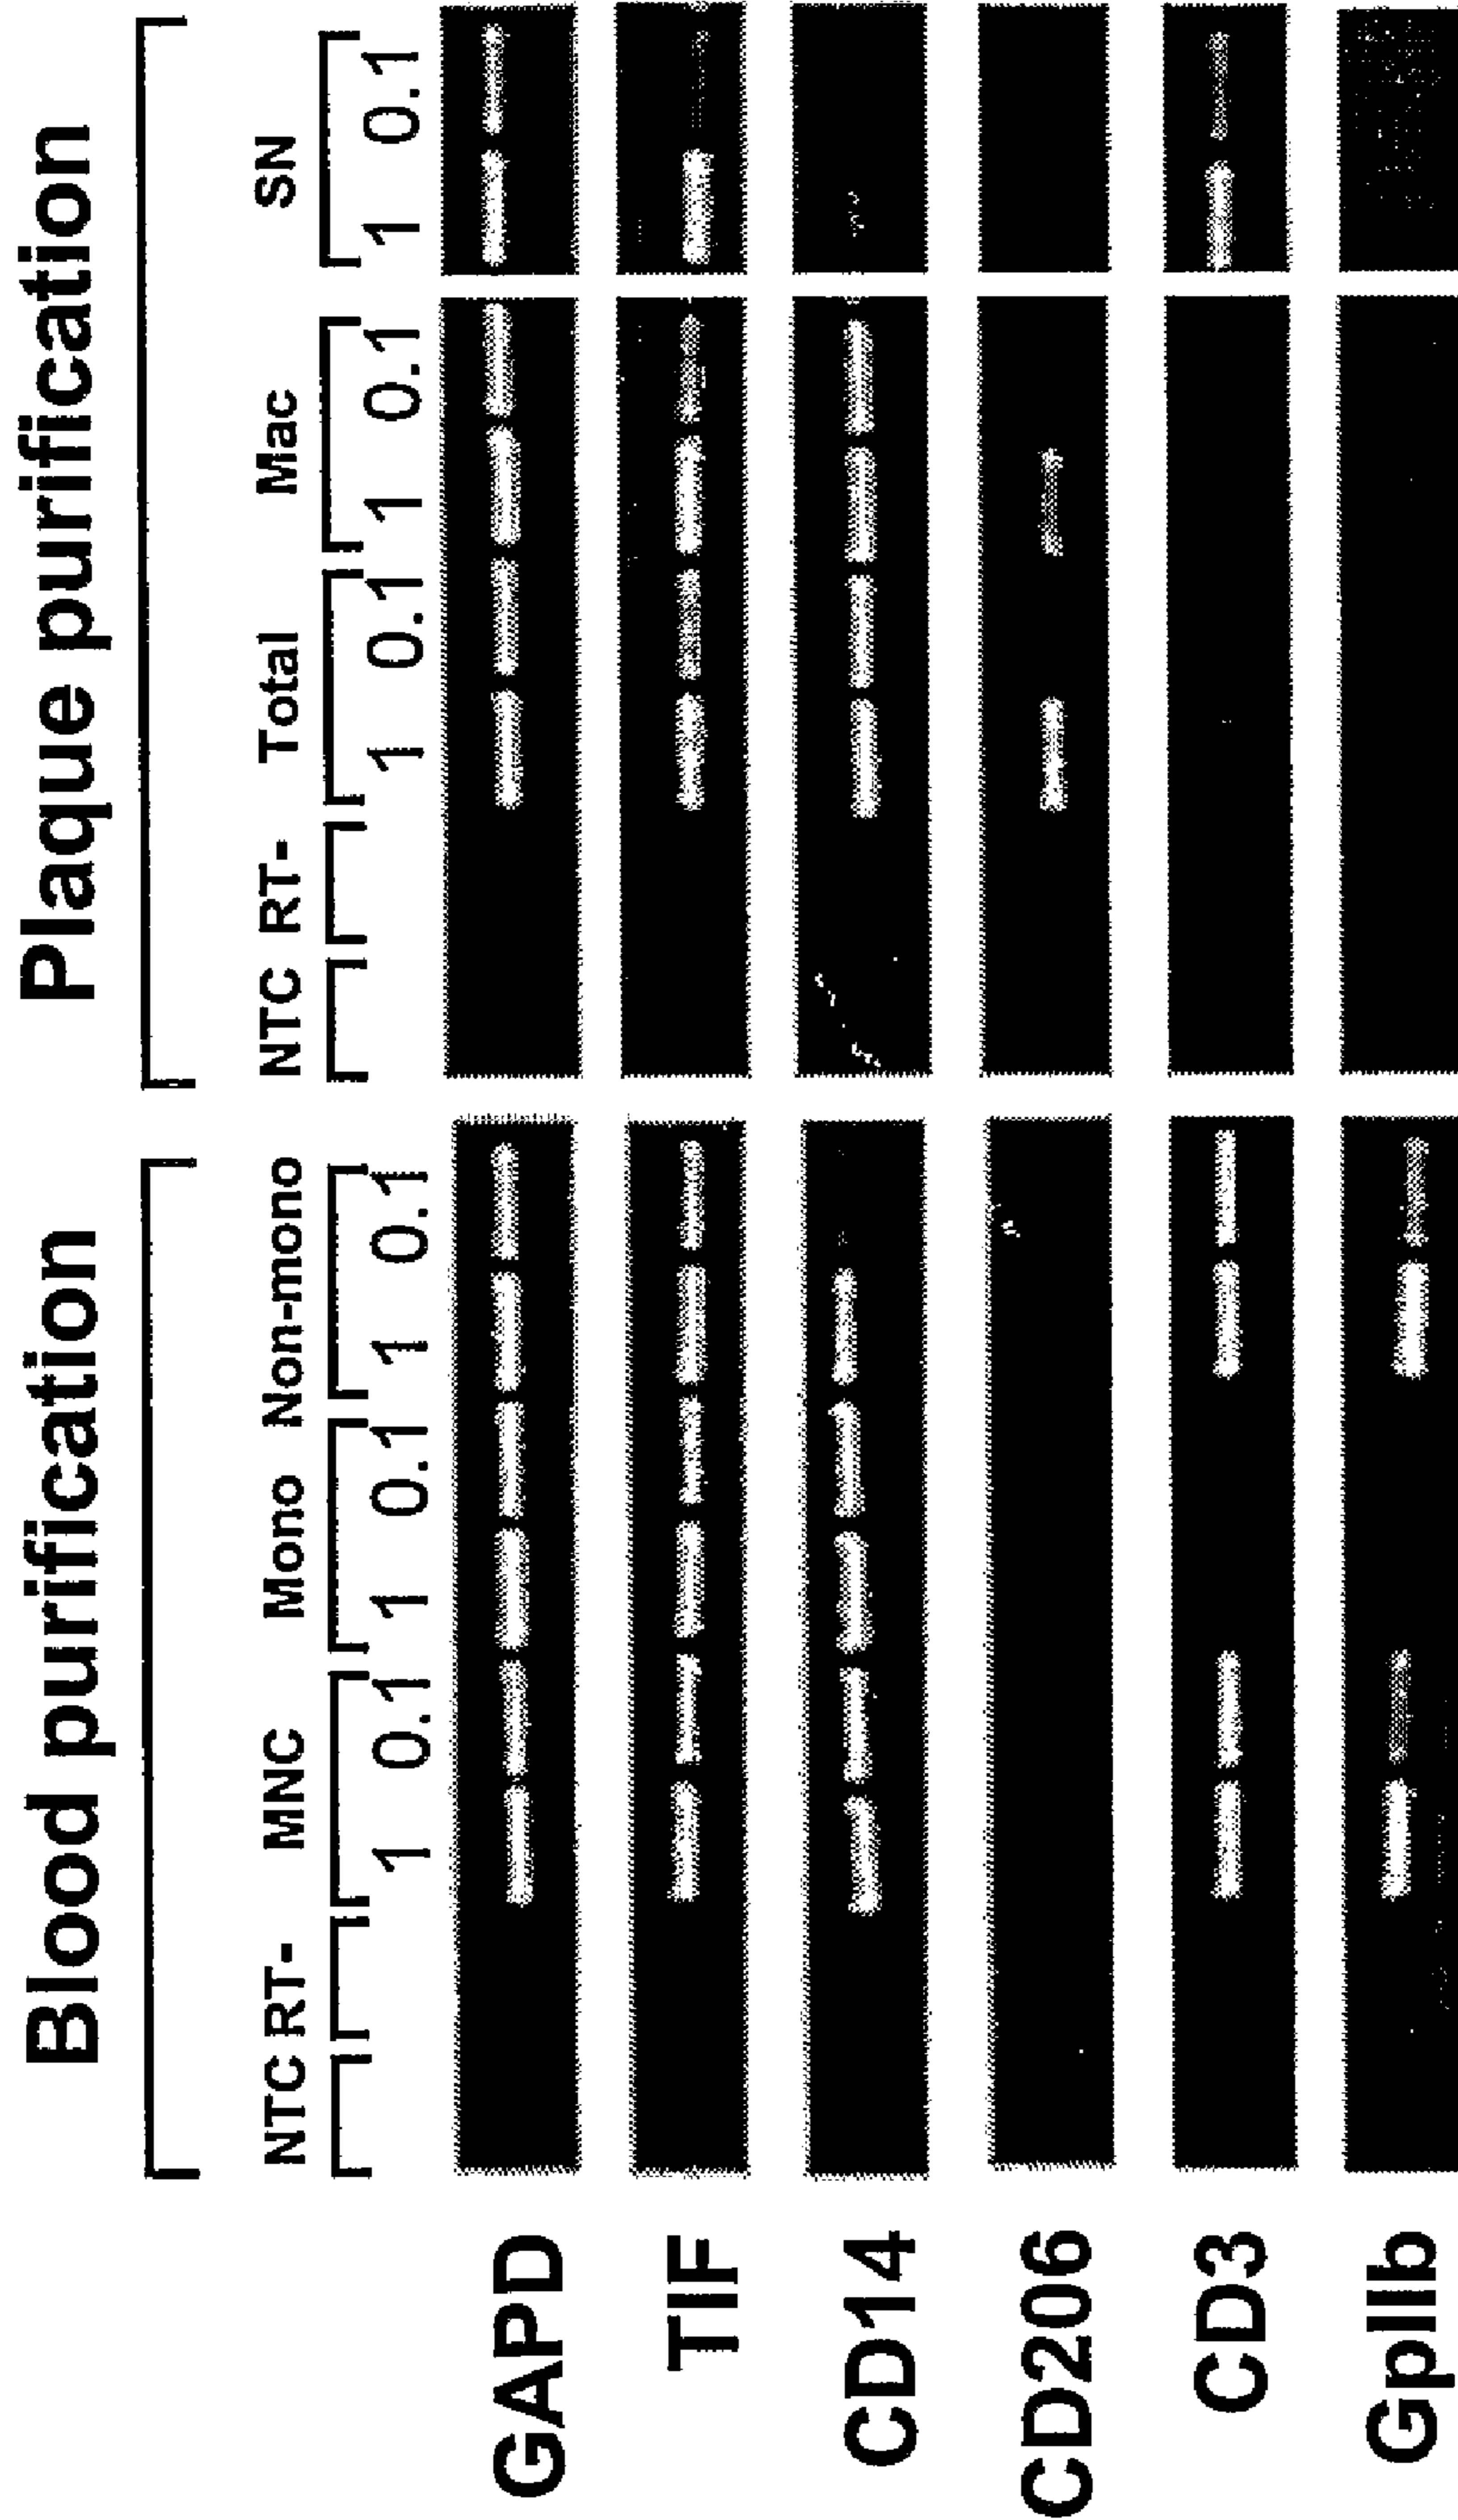 Blood purification Plaque purification
NTC RT- MNC Mono Non-mono NTC RT- Total Mac SN
1 0.1 1 0.1 1 0.1 1 0.1 1 0.1 1 0.1
GAPD
TIF
CD14
CD206
CD3
GpIIb